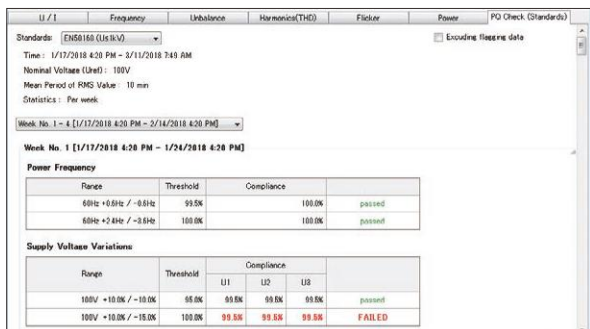 U / I Frequency Unbalance Harmonics(THD) Flicker Power PQ Check (Standards)
Standards: EN50160 (U≤1kV) Excuding flagging data
Time : 1/17/2018 4:20 PM - 3/11/2018 7:49 AM
Nominal Voltage (Uref) : 100V
Mean Period of RMS Value : 10 min
Statistics : Per week
Week No. 1 - 4 [1/17/2018 4:20 PM - 2/14/2018 4:20 PM]
Week No. 1 [1/17/2018 4:20 PM - 1/24/2018 4:20 PM]
Power Frequency
Range Threshold Compliance
60Hz +0.6Hz / -0.6Hz 99.5% 100.0% passed
60Hz +2.4Hz / -3.6Hz 100.0% 100.0% passed
Supply Voltage Variations
Range Threshold Compliance
U1 U2 U3
100V +10.0% / -10.0% 95.0% 99.5% 99.5% 99.5% passed
100V +10.0% / -15.0% 100.0% 99.5% 99.5% 99.5% FAILED